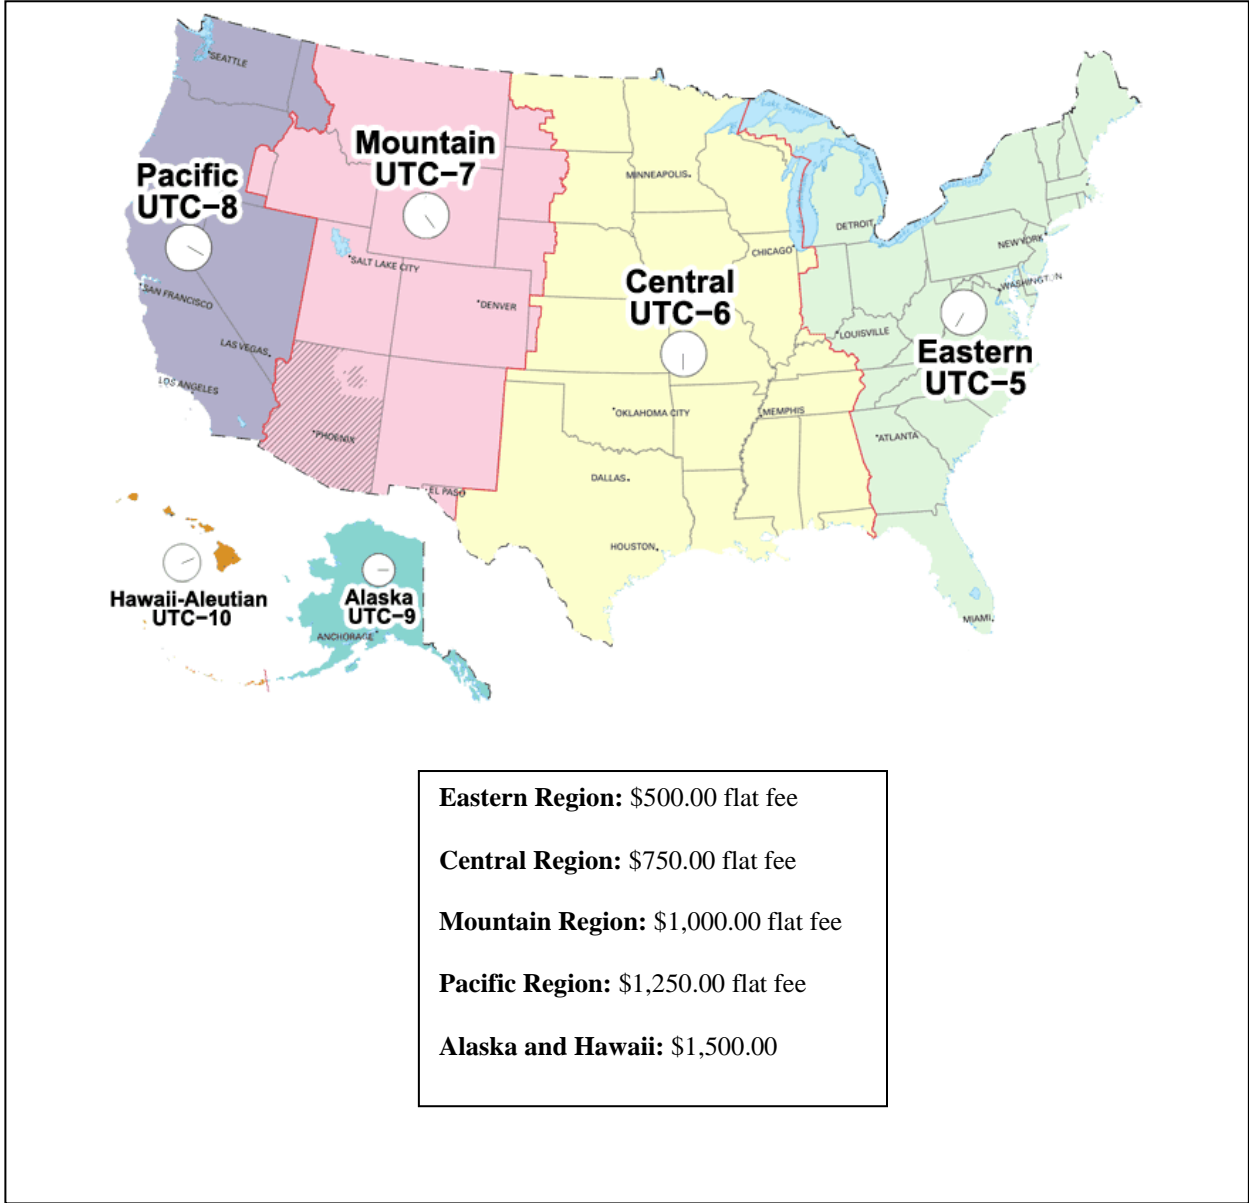 SEATTLE
Lake Superior
Mountain
UTC−7
Pacific
UTC−8
MINNEAPOLIS
DETROIT
CHICAGO
NEW YORK
SALT LAKE CITY
SAN FRANCISCO
DENVER
Central
UTC−6
WASHINGTON
LAS VEGAS
LOUISVILLE
Eastern
UTC−5
LOS ANGELES
OKLAHOMA CITY
MEMPHIS
PHOENIX
ATLANTA
DALLAS
EL PASO
HOUSTON
Hawaii-Aleutian
UTC−10
Alaska
UTC−9
ANCHORAGE
MIAMI
Eastern Region: $500.00 flat fee
Central Region: $750.00 flat fee
Mountain Region: $1,000.00 flat fee
Pacific Region: $1,250.00 flat fee
Alaska and Hawaii: $1,500.00